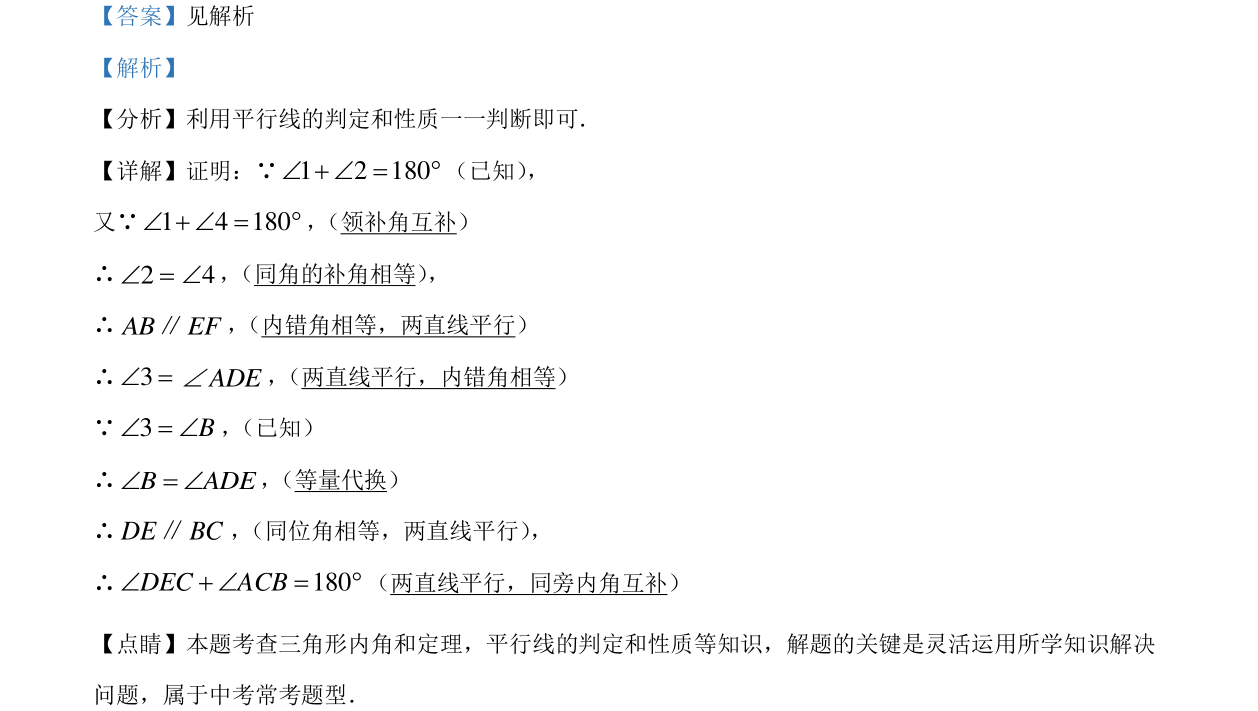 【答案】见解析
【解析】
【分析】利用平行线的判定和性质一一判断即可．
【详解】证明：∵∠1+∠2=180°（已知），
又∵∠1+∠4=180°，（领补角互补）
∴∠2=∠4，（同角的补角相等），
∴AB∥EF，（内错角相等，两直线平行）
∴∠3=∠ADE，（两直线平行，内错角相等）
∵∠3=∠B，（已知）
∴∠B=∠ADE，（等量代换）
∴DE∥BC，（同位角相等，两直线平行），
∴∠DEC+∠ACB=180°（两直线平行，同旁内角互补）
【点睛】本题考查三角形内角和定理，平行线的判定和性质等知识，解题的关键是灵活运用所学知识解决
问题，属于中考常考题型．